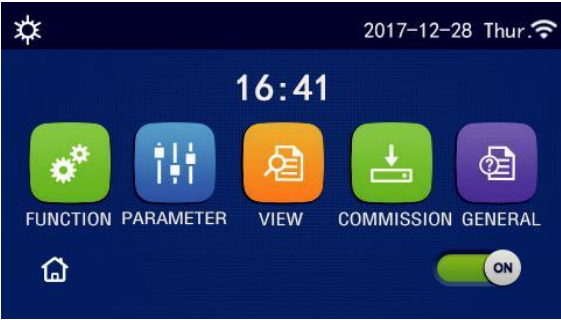 2017-12-28 Thur.
16:41
FUNCTION PARAMETER VIEW COMMISSION GENERAL
ON